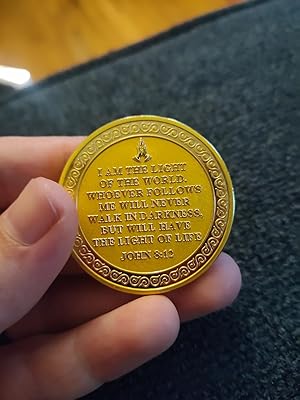 I AM THE LIGHT
OF THE WORLD.
WHOEVER FOLLOWS
ME WILL NEVER
WALK IN DARKNESS,
BUT WILL HAVE
THE LIGHT OF LIFE
JOHN 8:12